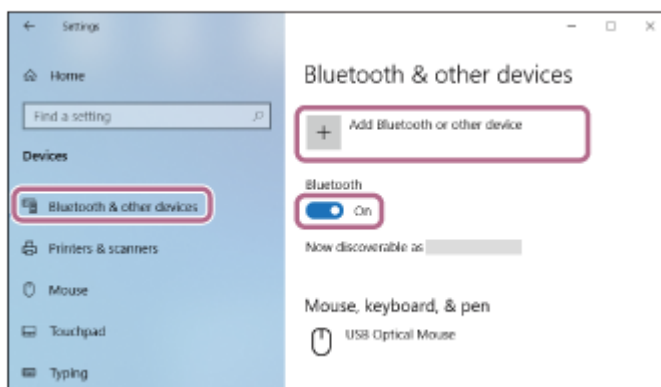 Settings
Home
Find a setting
Devices
Bluetooth & other devices
Printers & scanners
Mouse
Touchpad
Typing
Bluetooth & other devices
Add Bluetooth or other device
Bluetooth
On
Now discoverable as
Mouse, keyboard, & pen
USB Optical Mouse